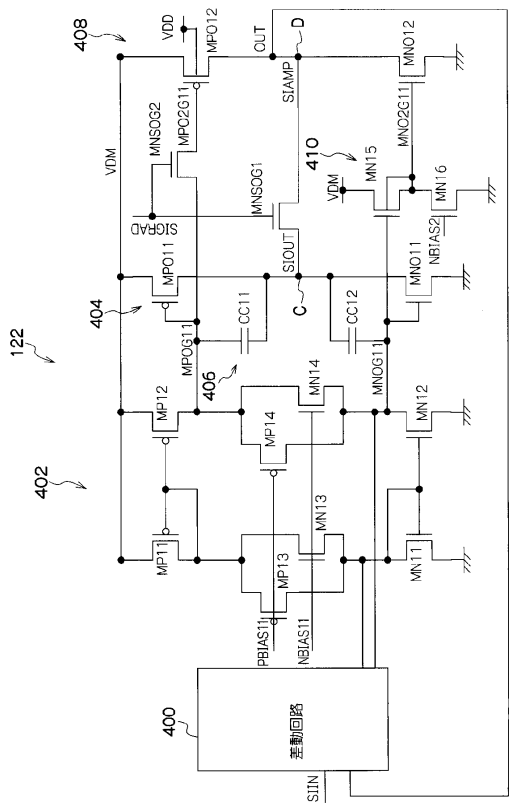 122
408
VDM
VDD
MPO12
OUT
D
402
404
MNSOG2
MPO2G11
SIGRAD
MP11
MP12
MPO11
MPOG11
MNSOG1
SIAMP
406
CC11
SIOUT
C
CC12
MP13
MP14
MN13
MN14
PBIAS11
NBIAS11
MNOG11
410
VDM
MN15
MNO2G11
MNO12
MN11
MN12
MNO11
NBIAS2
MN16
400
差動回路
SIIN